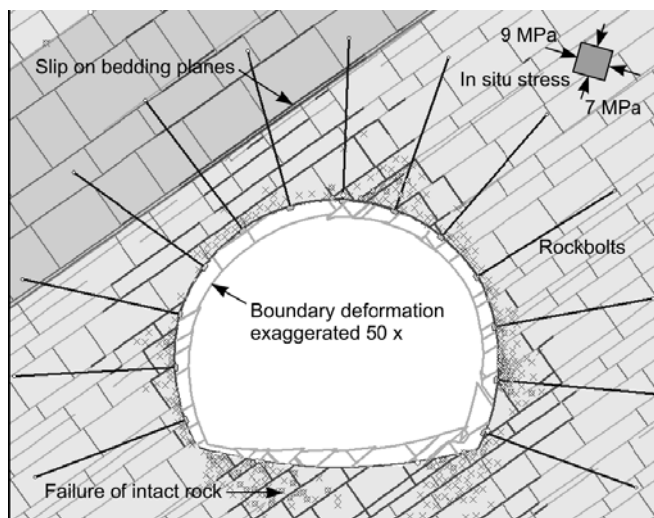 9 MPa
Slip on bedding planes
In situ stress
7 MPa
Rockbolts
Boundary deformation
exaggerated 50 x
Failure of intact rock